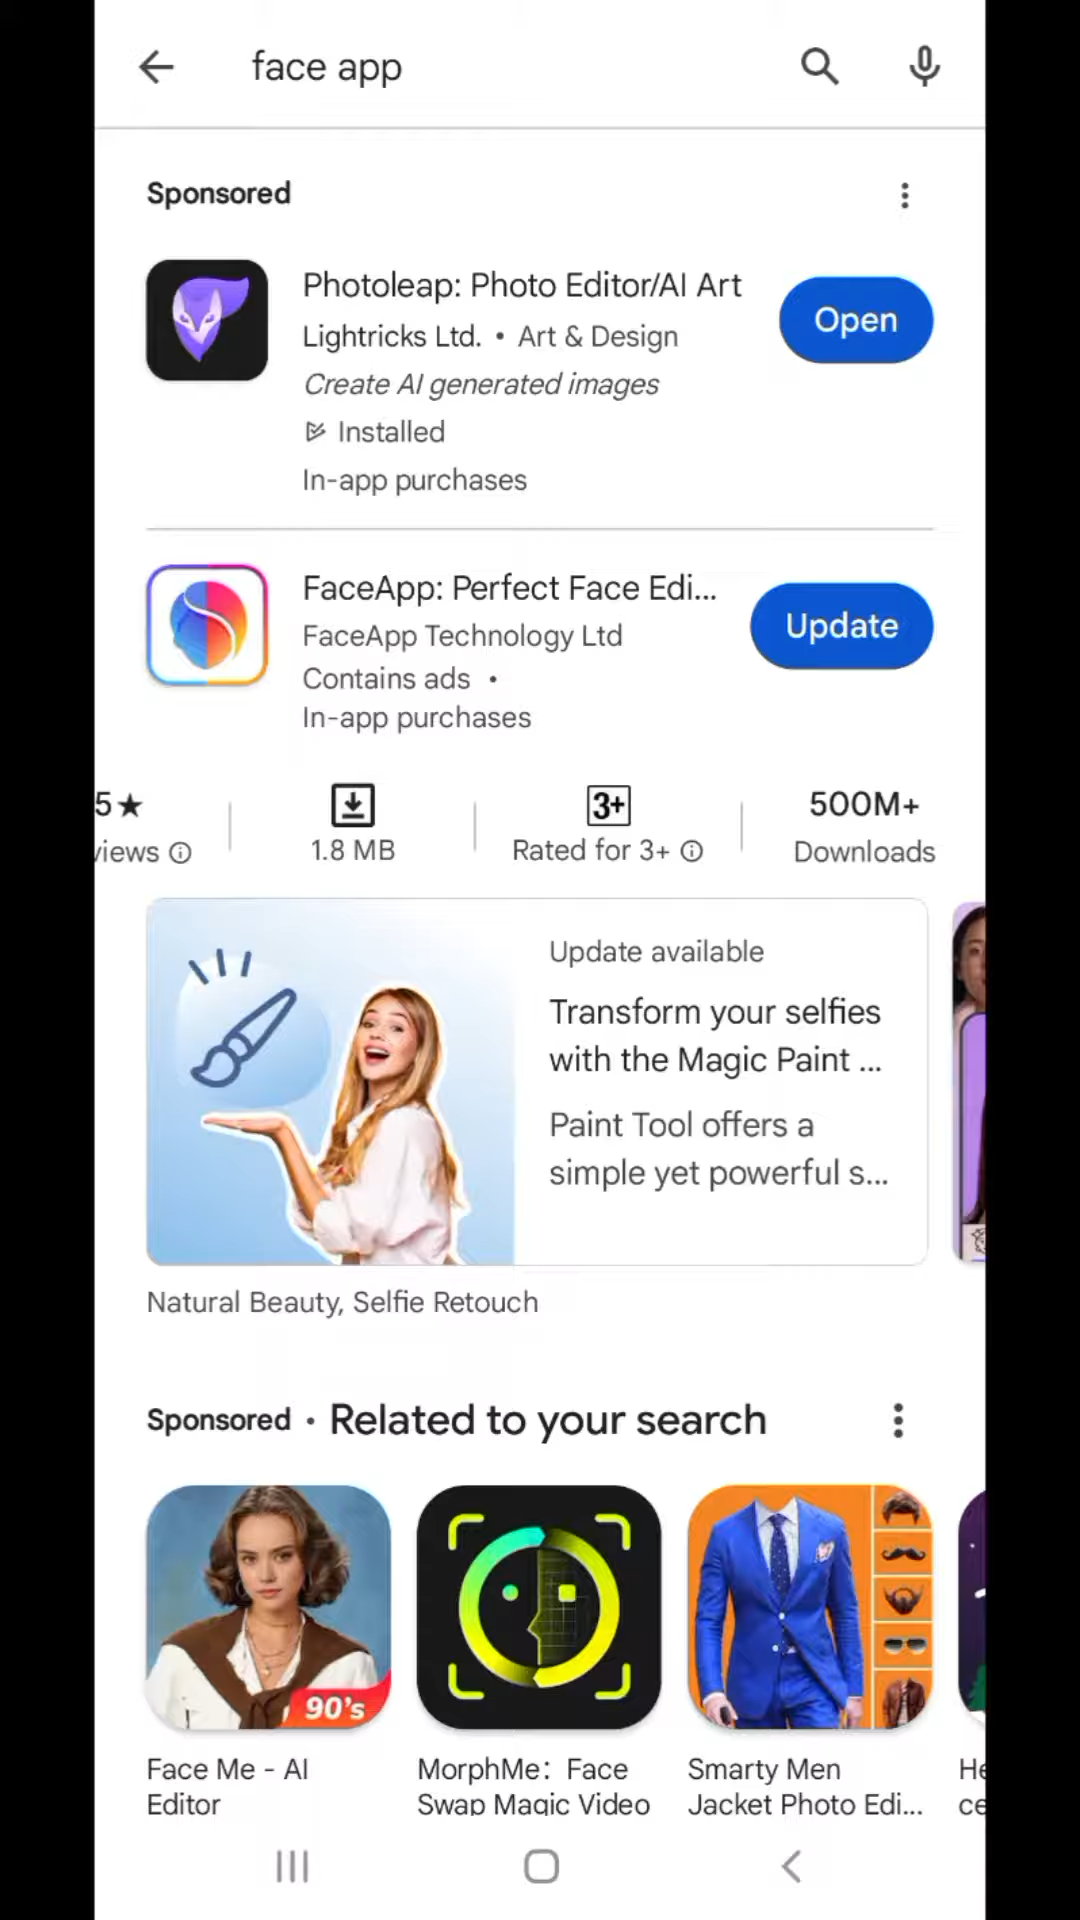 face app
Sponsored
Photoleap: Photo Editor/AI Art
Open
Lightricks Ltd. • Art & Design
Create AI generated images
Installed
In-app purchases
FaceApp: Perfect Face Edi...
Update
FaceApp Technology Ltd
Contains ads •
In-app purchases
5★
views
1.8 MB
3+
Rated for 3+
500M+
Downloads
Update available
Transform your selfies
with the Magic Paint ...
Paint Tool offers a
simple yet powerful s...
Natural Beauty, Selfie Retouch
Sponsored • Related to your search
90's
Face Me - AI
Editor
MorphMe: Face
Swap Magic Video
Smarty Men
Jacket Photo Edi...
He
ce